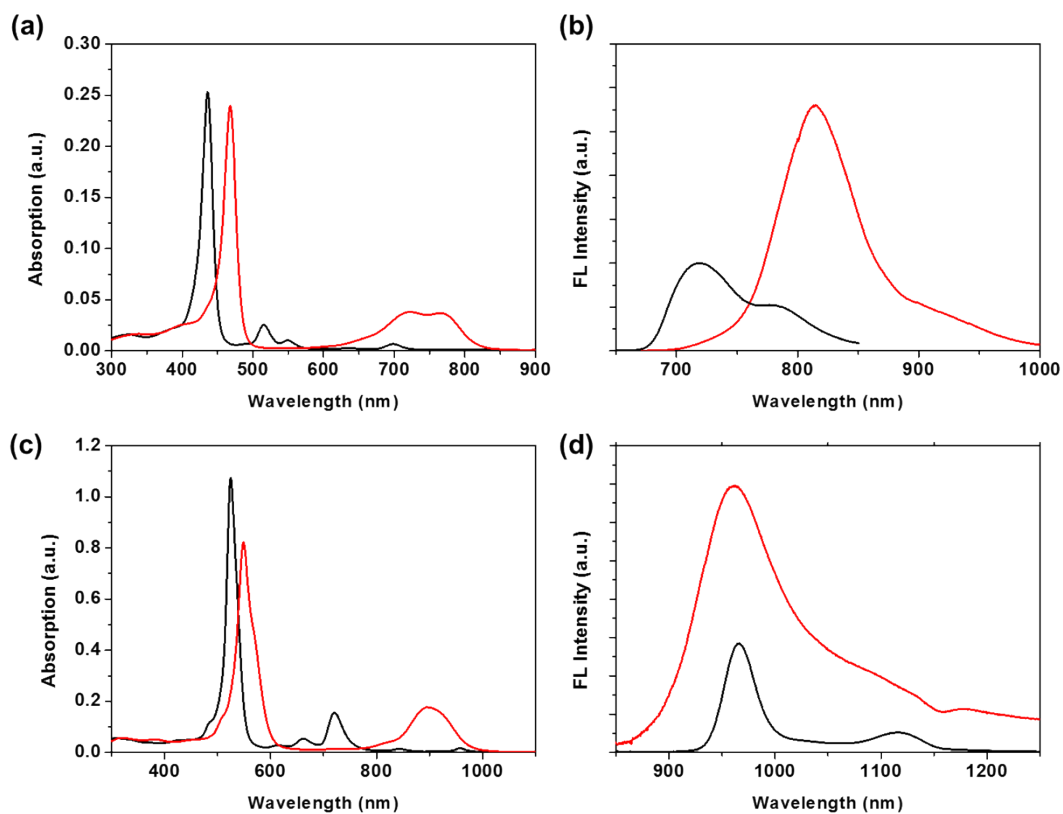 (a)
0.30
0.25
0.20
0.15
0.10
0.05
0.00
Absorption (a.u.)
300 400 500 600 700 800 900
Wavelength (nm)
(b)
FL Intensity (a.u.)
700 800 900 1000
Wavelength (nm)
(c)
1.2
1.0
0.8
0.6
0.4
0.2
0.0
Absorption (a.u.)
400 600 800 1000
Wavelength (nm)
(d)
FL Intensity (a.u.)
900 1000 1100 1200
Wavelength (nm)